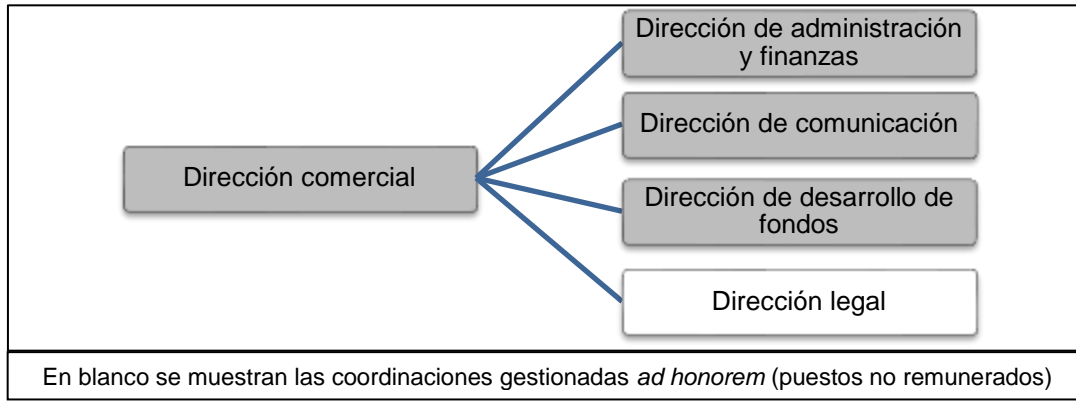 Dirección de administración
y finanzas
Dirección de comunicación
Dirección comercial
Dirección de desarrollo de
fondos
Dirección legal
En blanco se muestran las coordinaciones gestionadas ad honorem (puestos no remunerados)